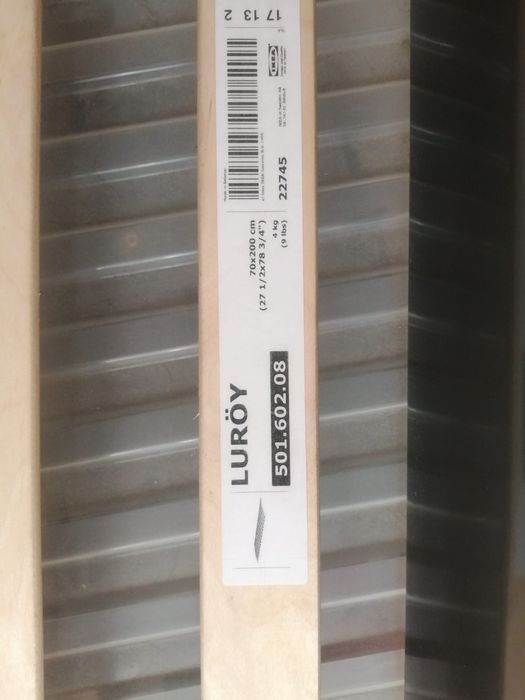 LURÖY
501.602.08
70x200 cm
(27 1/2x78 3/4")
4 kg
(9 lbs)
22745
IKEA
17 13 2